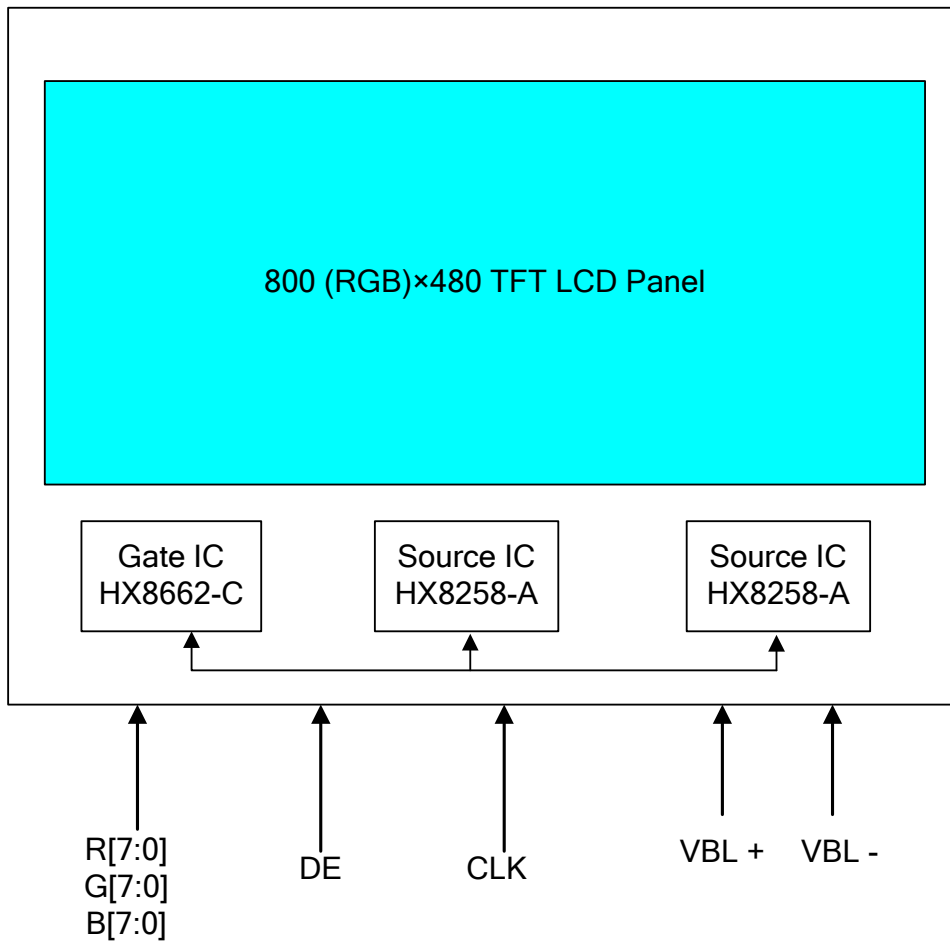 800 (RGB)×480 TFT LCD Panel
Gate IC
HX8662-C
Source IC
HX8258-A
Source IC
HX8258-A
R[7:0]
G[7:0]
B[7:0]
DE
CLK
VBL +
VBL -